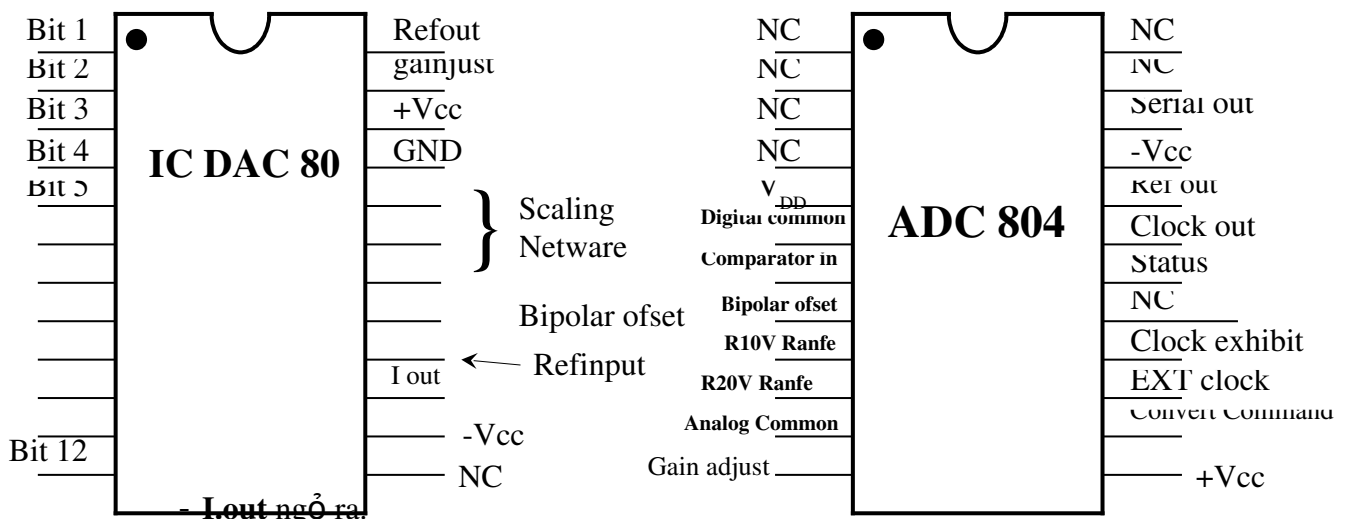 Bit 1
Bit 2
Bit 3
Bit 4
Bit 5
Bit 12
IC DAC 80
Refout
gainjust
+Vcc
GND
Scaling
Netware
Bipolar ofset
Refinput
I out
-Vcc
NC
- I.out ngỏ ra.
NC
NC
NC
NC
VDD
Digital common
Comparator in
Bipolar ofset
R10V Ranfe
R20V Ranfe
Analog Common
Gain adjust
ADC 804
NC
NC
Serial out
-Vcc
Ref out
Clock out
Status
NC
Clock exhibit
EXT clock
Convert Command
+Vcc